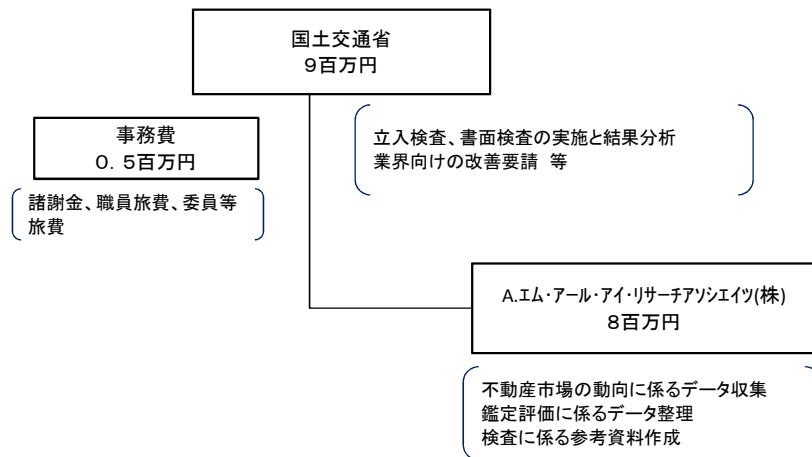 国土交通省
９百万円
事務費
０．５百万円
立入検査、書面検査の実施と結果分析
業界向けの改善要請　等
諸謝金、職員旅費、委員等
旅費
A.エム･アール･アイ･リサーチアソシエイツ(株)
８百万円
不動産市場の動向に係るデータ収集
鑑定評価に係るデータ整理
検査に係る参考資料作成